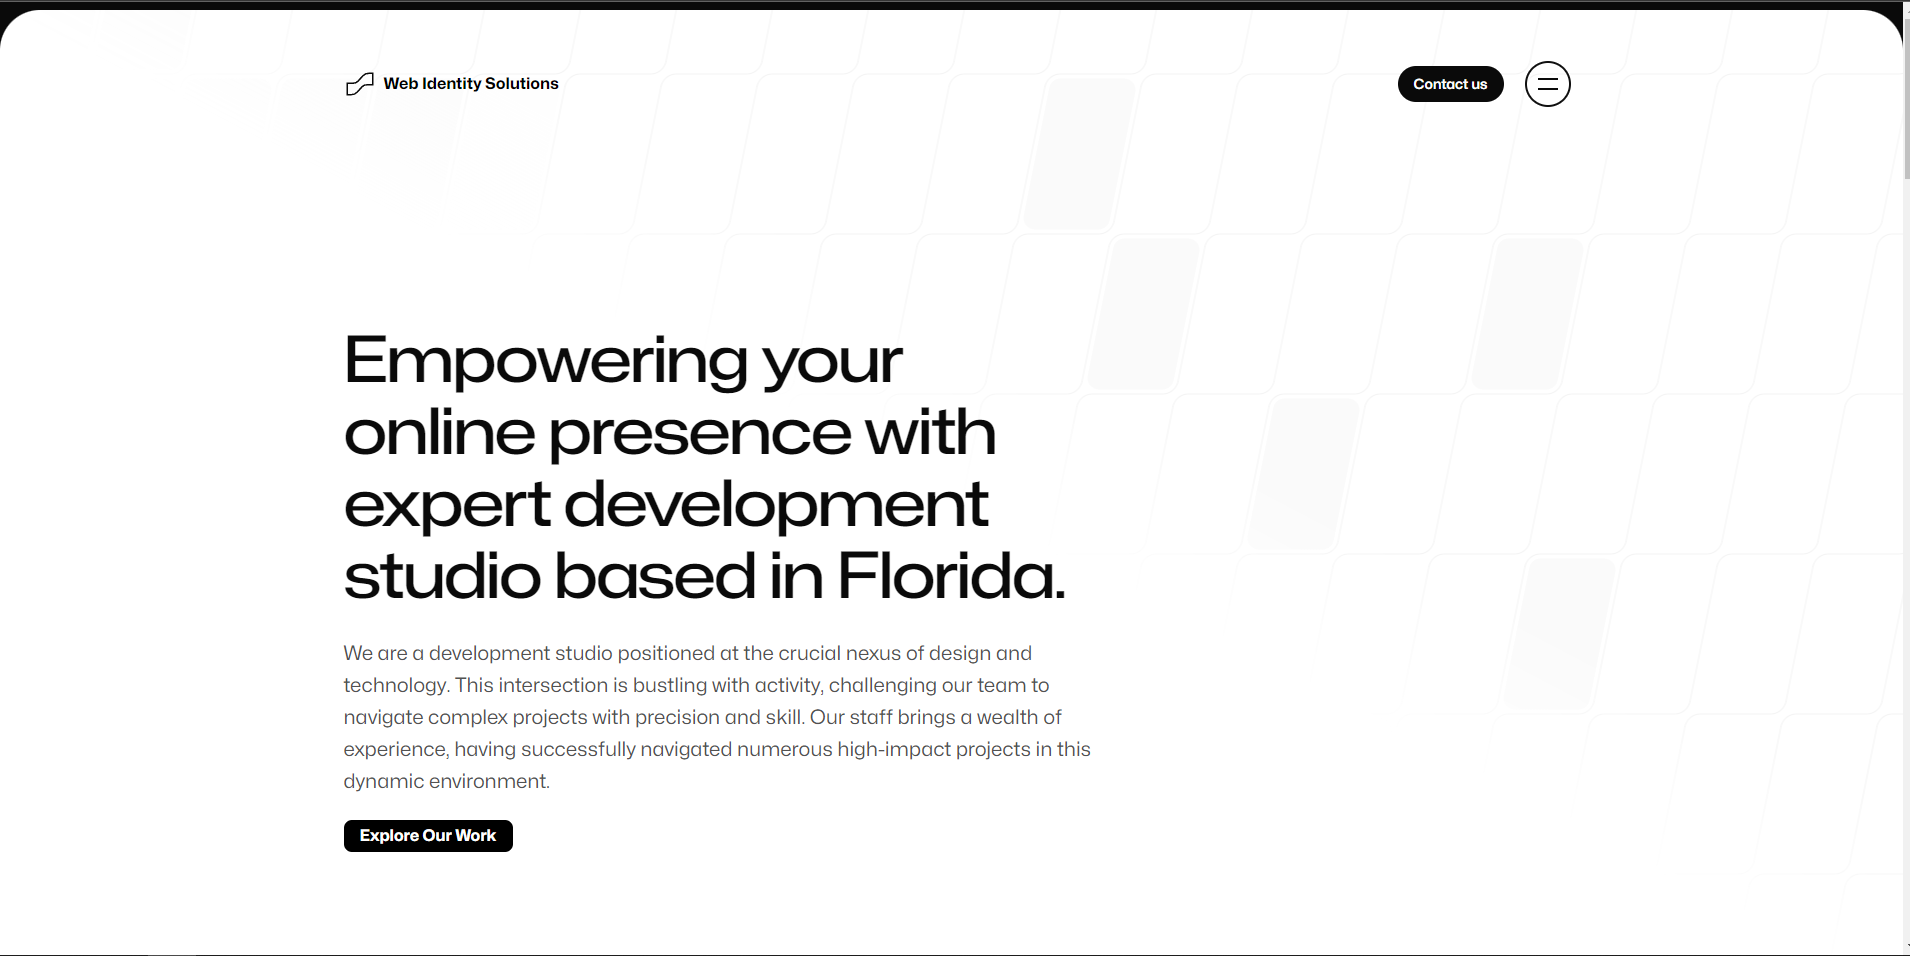 Web Identity Solutions
Contact us
Empowering your
online presence with
expert development
studio based in Florida.
We are a development studio positioned at the crucial nexus of design and
technology. This intersection is bustling with activity, challenging our team to
navigate complex projects with precision and skill. Our staff brings a wealth of
experience, having successfully navigated numerous high-impact projects in this
dynamic environment.
Explore Our Work